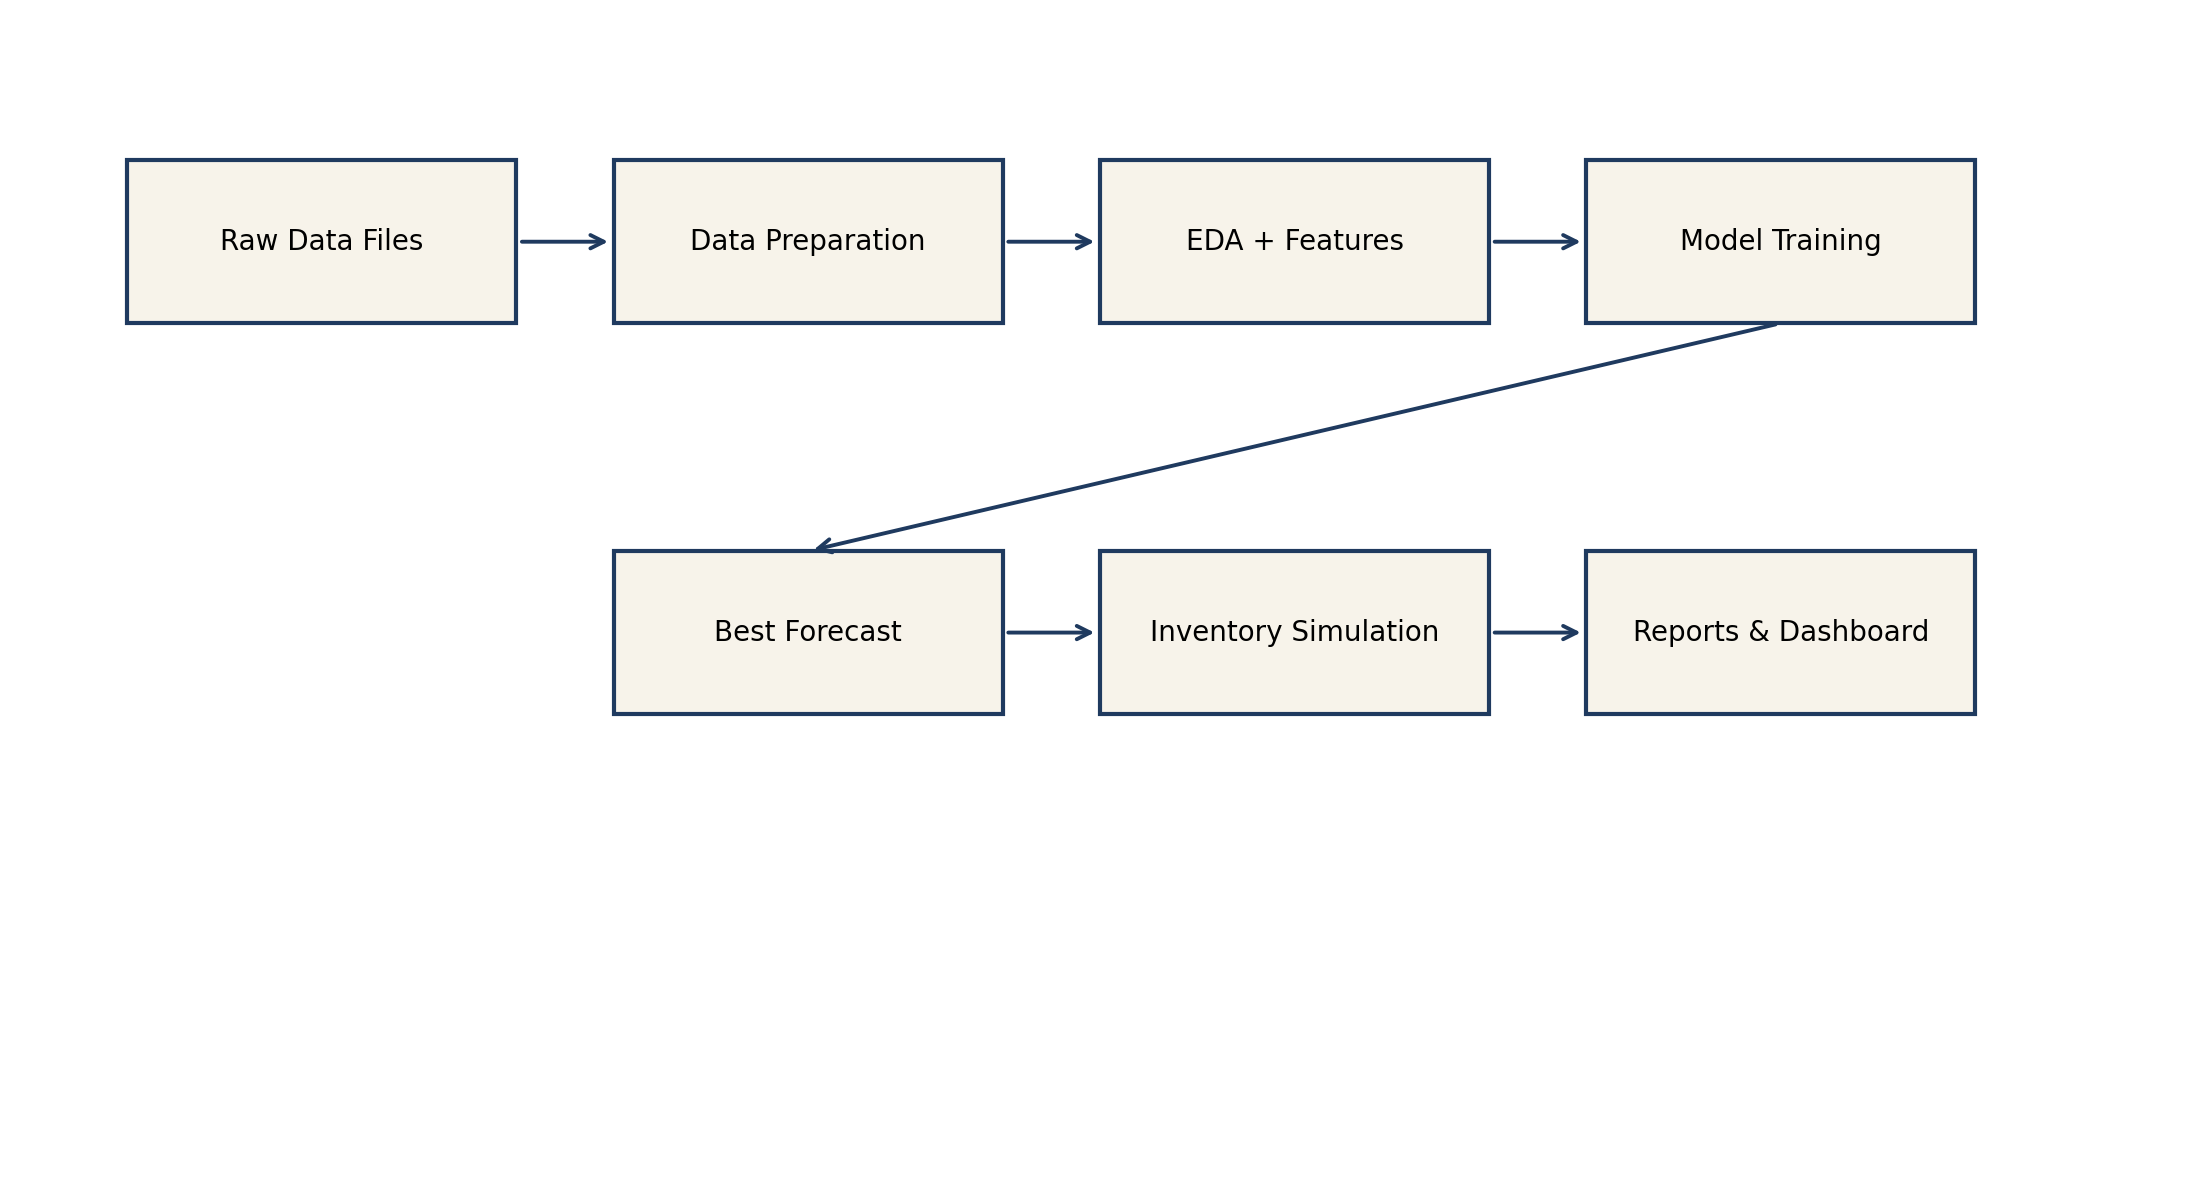 Raw Data Files
Data Preparation
EDA + Features
Model Training
Best Forecast
Inventory Simulation
Reports & Dashboard